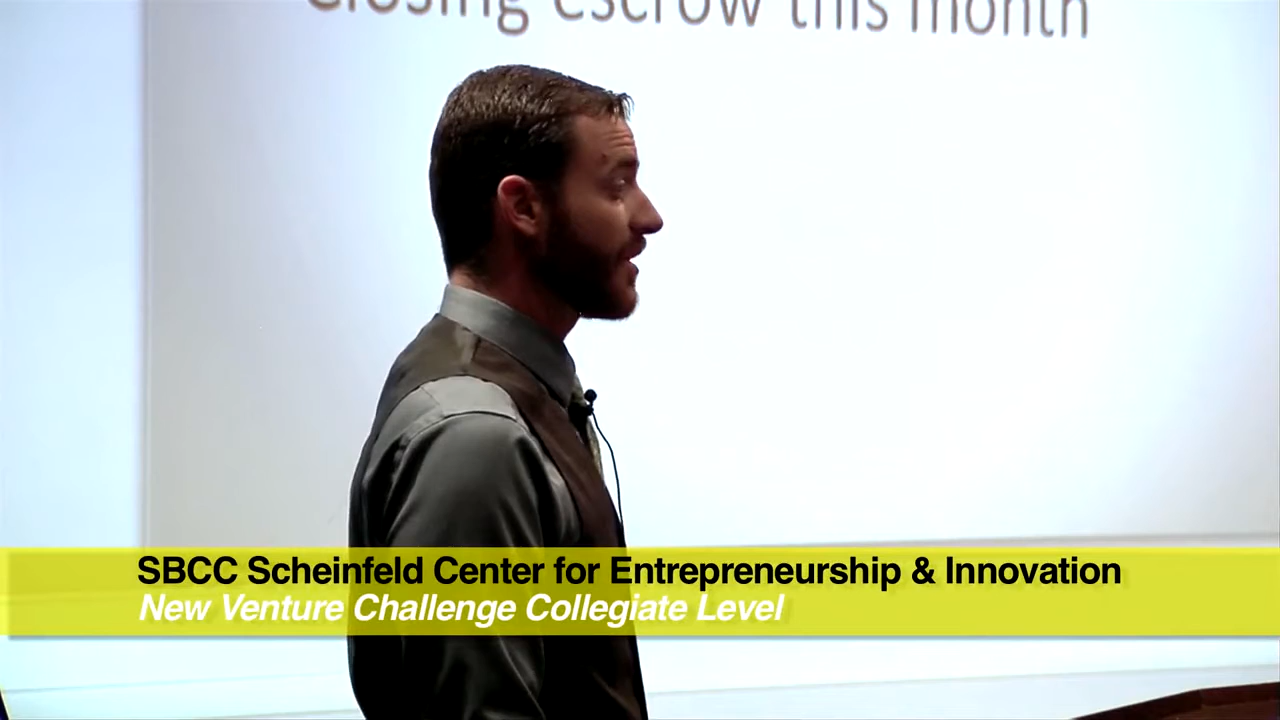 Closing escrow this month
SBCC Scheinfeld Center for Entrepreneurship & Innovation
New Venture Challenge Collegiate Level